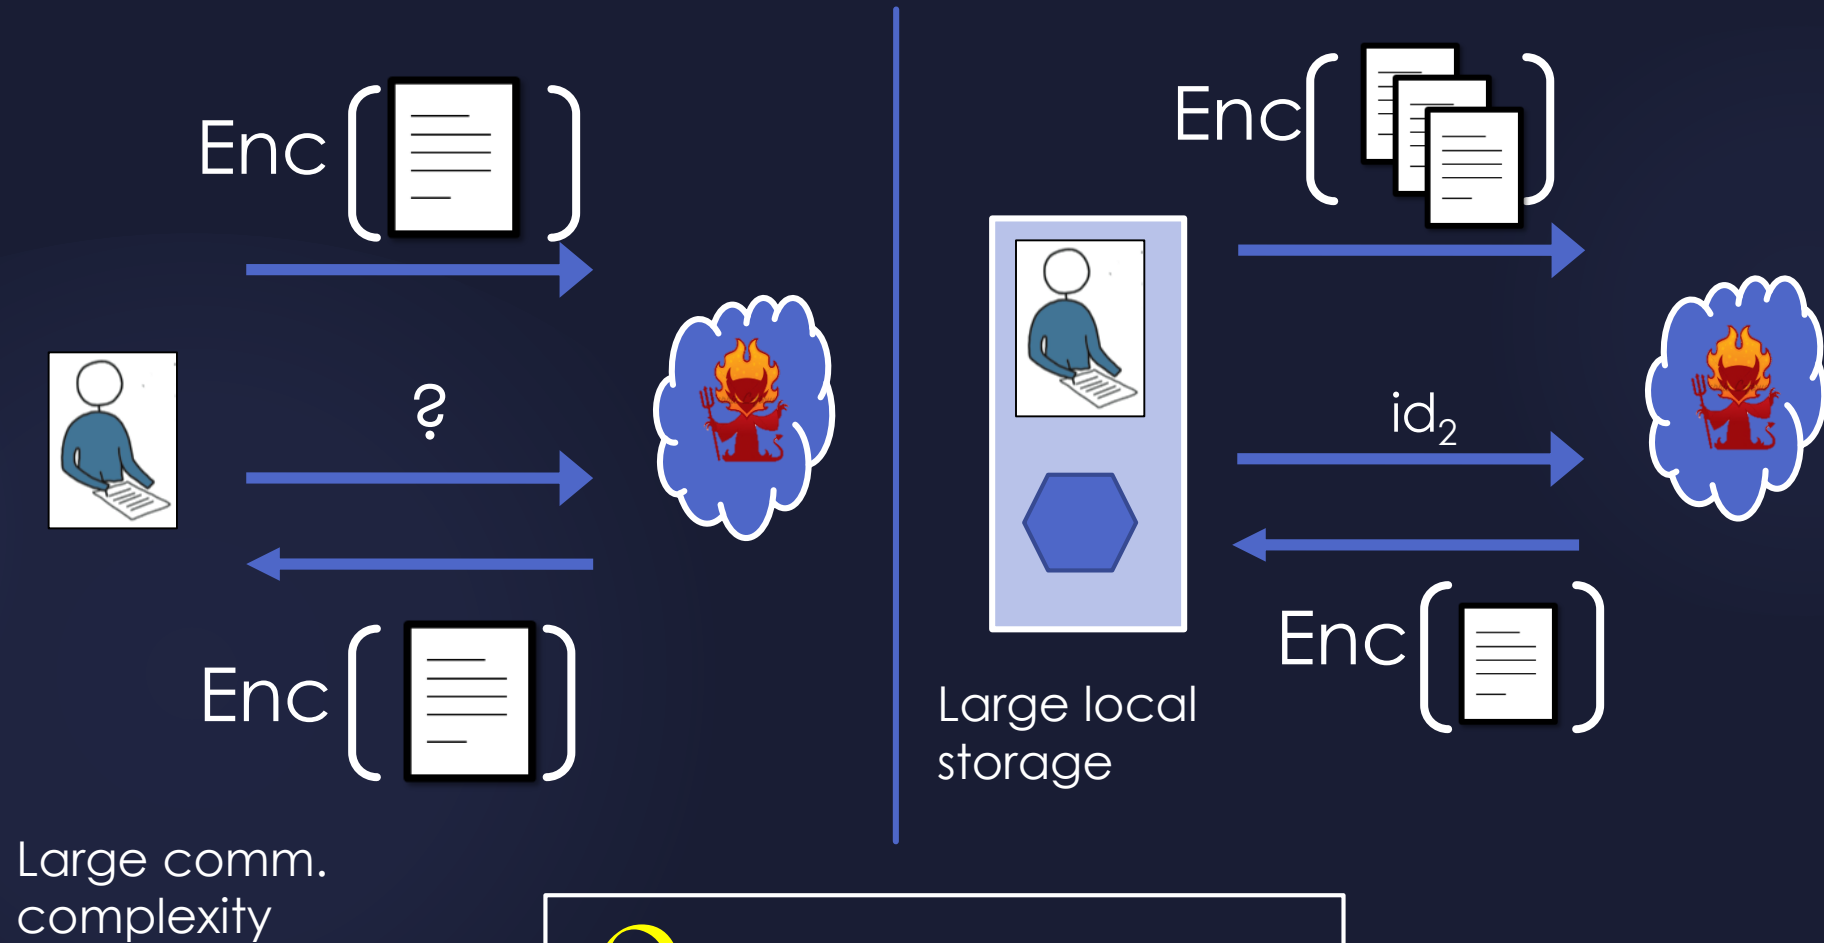 Enc
?
Enc
Large comm.
complexity
Enc
id₂
Enc
Large local
storage